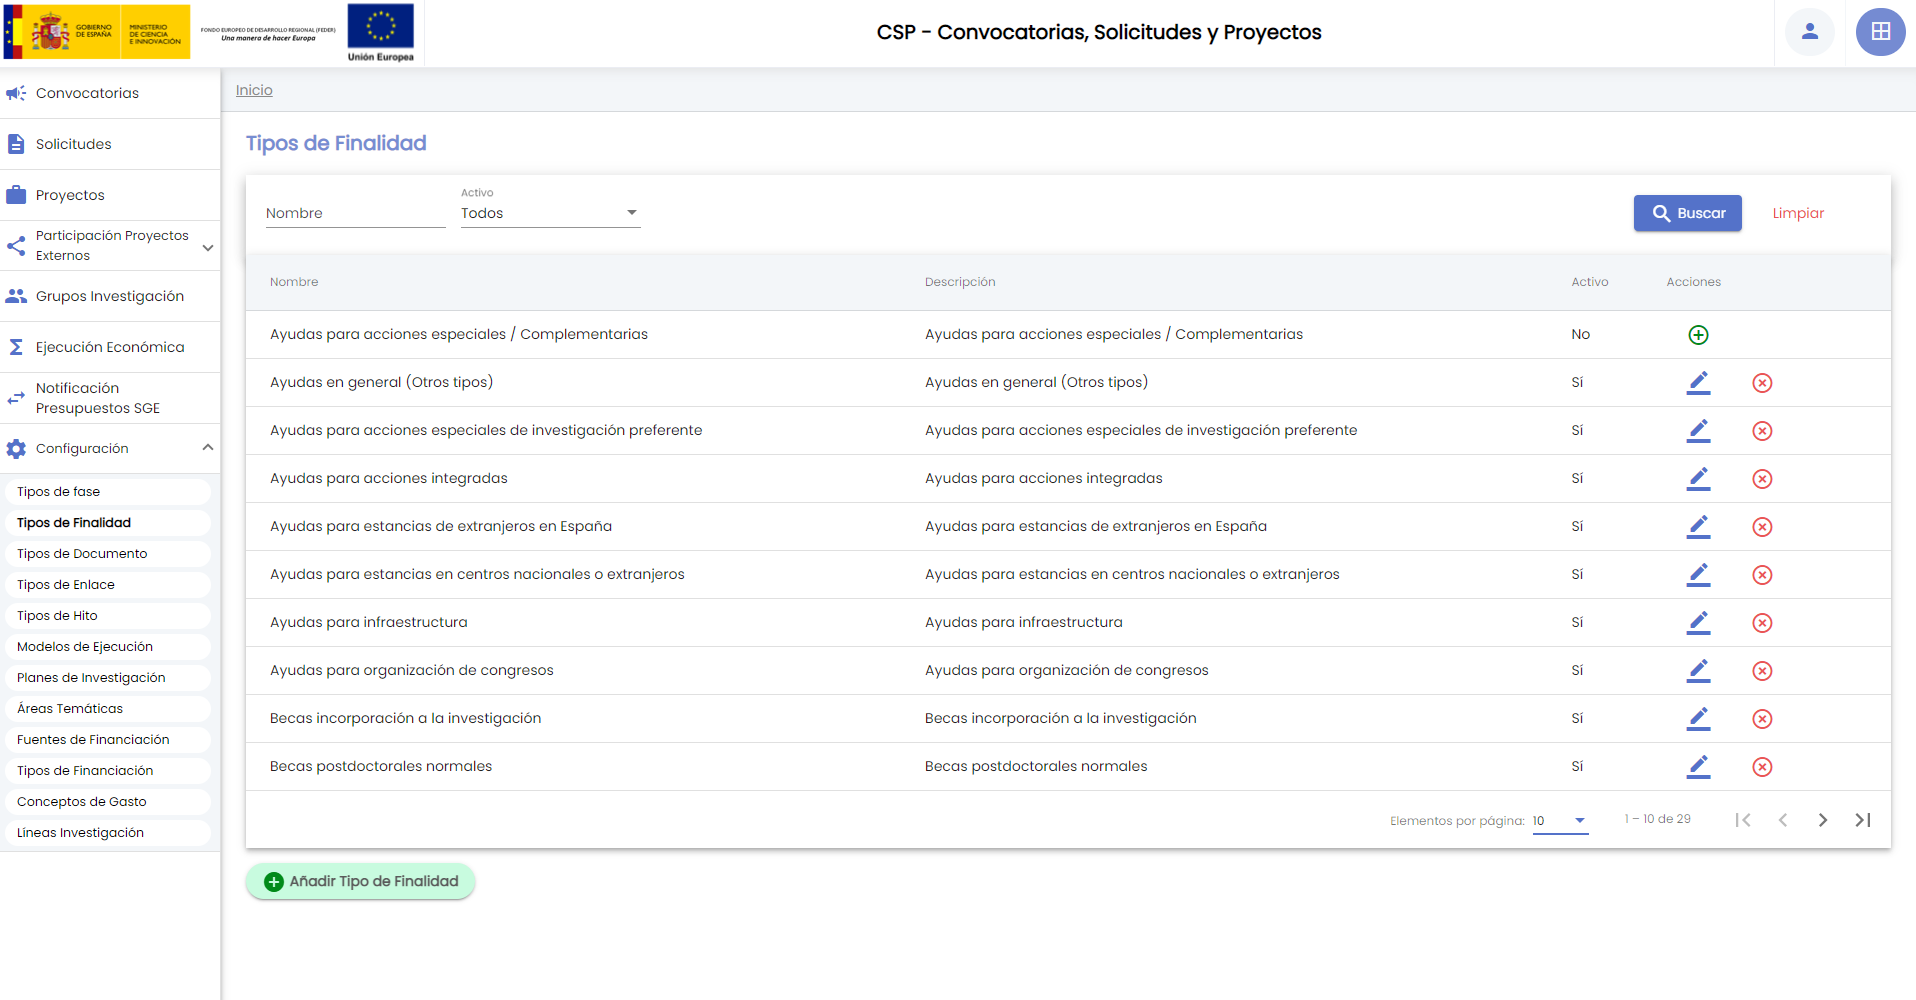 GOBIERNO
DE ESPAÑA
MINISTERIO
DE CIENCIA
E INNOVACIÓN
FONDO EUROPEO DE DESARROLLO REGIONAL (FEDER)
Una manera de hacer Europa
Unión Europea
CSP - Convocatorias, Solicitudes y Proyectos
Convocatorias
Solicitudes
Proyectos
Participación Proyectos
Externos
Grupos Investigación
Ejecución Económica
Notificación
Presupuestos SGE
Configuración
Tipos de fase
Tipos de Finalidad
Tipos de Documento
Tipos de Enlace
Tipos de Hito
Modelos de Ejecución
Planes de Investigación
Áreas Temáticas
Fuentes de Financiación
Tipos de Financiación
Conceptos de Gasto
Líneas Investigación
Inicio
Tipos de Finalidad
Nombre
Activo
Todos
Buscar
Limpiar
Nombre Descripción Activo Acciones
Ayudas para acciones especiales / Complementarias Ayudas para acciones especiales / Complementarias No
Ayudas en general (Otros tipos) Ayudas en general (Otros tipos) Sí
Ayudas para acciones especiales de investigación preferente Ayudas para acciones especiales de investigación preferente Sí
Ayudas para acciones integradas Ayudas para acciones integradas Sí
Ayudas para estancias de extranjeros en España Ayudas para estancias de extranjeros en España Sí
Ayudas para estancias en centros nacionales o extranjeros Ayudas para estancias en centros nacionales o extranjeros Sí
Ayudas para infraestructura Ayudas para infraestructura Sí
Ayudas para organización de congresos Ayudas para organización de congresos Sí
Becas incorporación a la investigación Becas incorporación a la investigación Sí
Becas postdoctorales normales Becas postdoctorales normales Sí
Elementos por página: 10 1 – 10 de 29
Añadir Tipo de Finalidad